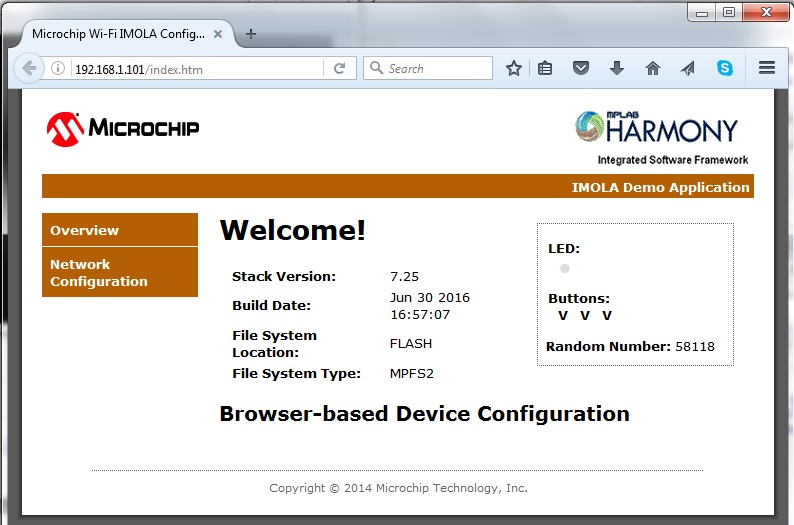 Microchip Wi-Fi IMOLA Config...
192.168.1.101/index.htm
Search
MICROCHIP
MPLAB
HARMONY
Integrated Software Framework
IMOLA Demo Application
Overview
Network
Configuration
Welcome!
Stack Version: 7.25
Build Date: Jun 30 2016
16:57:07
File System
Location: FLASH
File System Type: MPFS2
LED:
Buttons:
V V V
Random Number: 58118
Browser-based Device Configuration
Copyright © 2014 Microchip Technology, Inc.